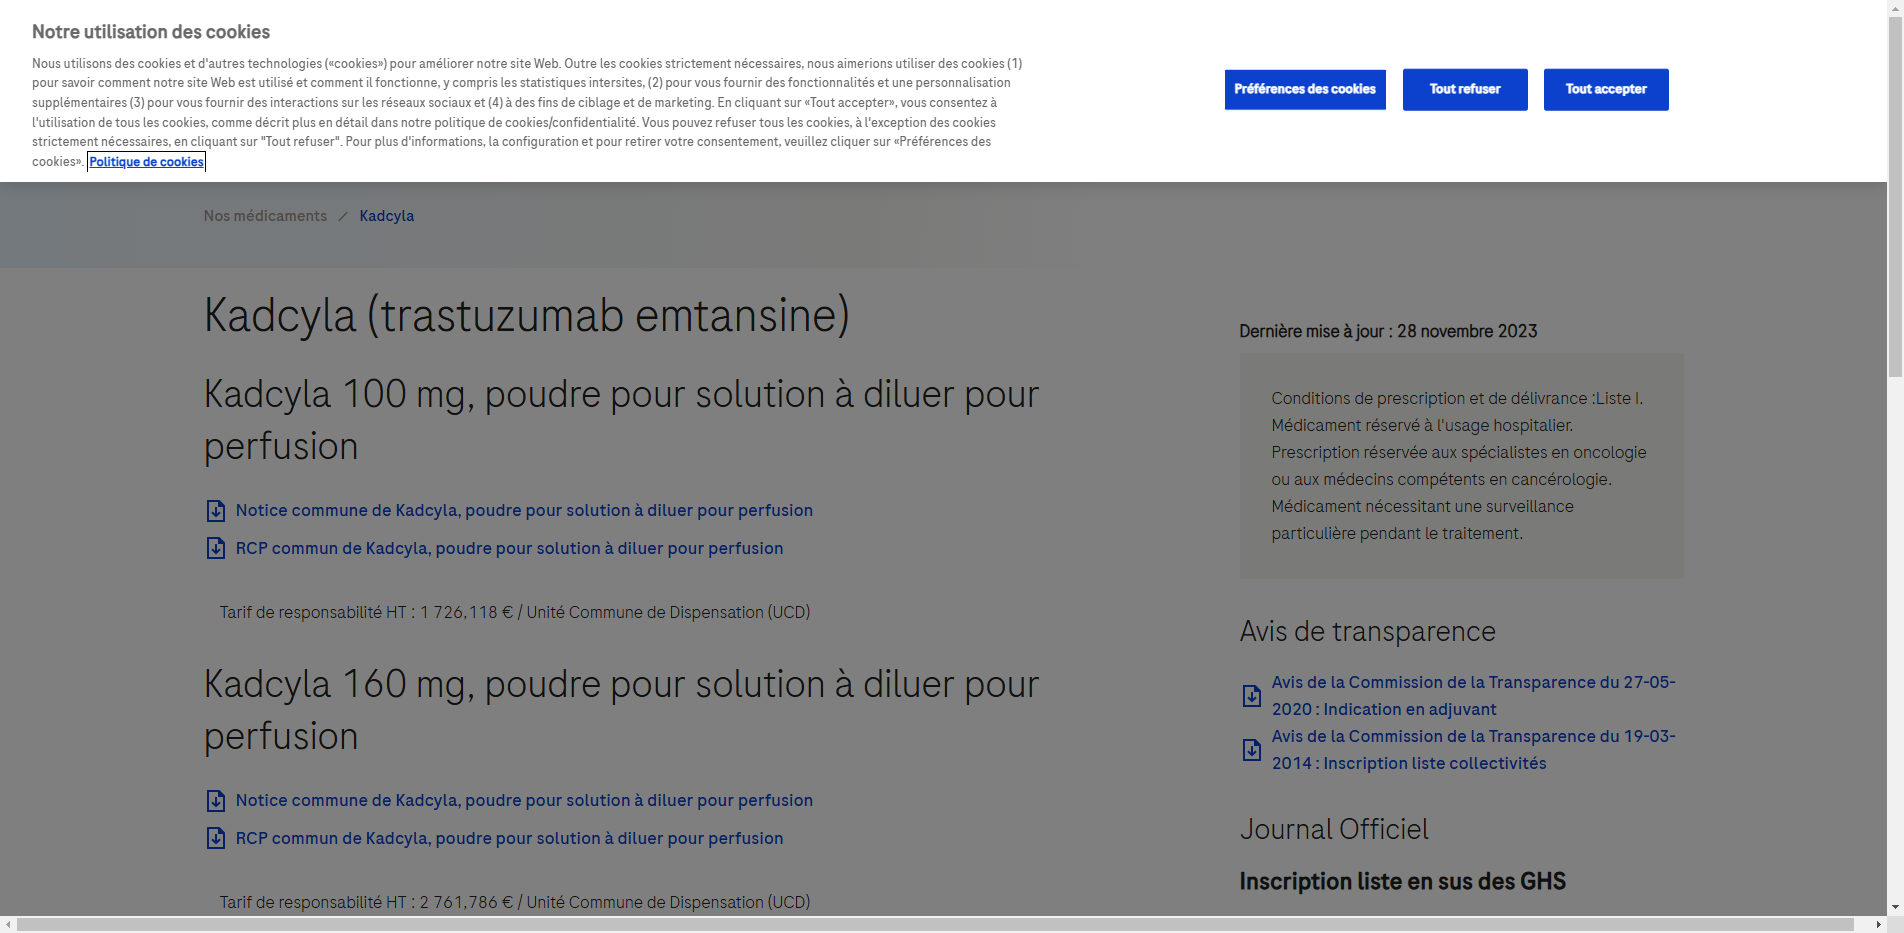 Notre utilisation des cookies
Nous utilisons des cookies et d'autres technologies («cookies») pour améliorer notre site Web. Outre les cookies strictement nécessaires, nous aimerions utiliser des cookies (1)
pour savoir comment notre site Web est utilisé et comment il fonctionne, y compris les statistiques intersites, (2) pour vous fournir des fonctionnalités et une personnalisation
supplémentaires (3) pour vous fournir des interactions sur les réseaux sociaux et (4) à des fins de ciblage et de marketing. En cliquant sur «Tout accepter», vous consentez à
l'utilisation de tous les cookies, comme décrit plus en détail dans notre politique de cookies/confidentialité. Vous pouvez refuser tous les cookies, à l'exception des cookies
strictement nécessaires, en cliquant sur "Tout refuser". Pour plus d'informations, la configuration et pour retirer votre consentement, veuillez cliquer sur «Préférences des
cookies». Politique de cookies
Préférences des cookies
Tout refuser
Tout accepter
Nos médicaments / Kadcyla
Kadcyla (trastuzumab emtansine)
Kadcyla 100 mg, poudre pour solution à diluer pour
perfusion
Notice commune de Kadcyla, poudre pour solution à diluer pour perfusion
RCP commun de Kadcyla, poudre pour solution à diluer pour perfusion
Tarif de responsabilité HT : 1 726,118 € / Unité Commune de Dispensation (UCD)
Kadcyla 160 mg, poudre pour solution à diluer pour
perfusion
Notice commune de Kadcyla, poudre pour solution à diluer pour perfusion
RCP commun de Kadcyla, poudre pour solution à diluer pour perfusion
Tarif de responsabilité HT : 2 761,786 € / Unité Commune de Dispensation (UCD)
Dernière mise à jour : 28 novembre 2023
Conditions de prescription et de délivrance :Liste I.
Médicament réservé à l'usage hospitalier.
Prescription réservée aux spécialistes en oncologie
ou aux médecins compétents en cancérologie.
Médicament nécessitant une surveillance
particulière pendant le traitement.
Avis de transparence
Avis de la Commission de la Transparence du 27-05-
2020 : Indication en adjuvant
Avis de la Commission de la Transparence du 19-03-
2014 : Inscription liste collectivités
Journal Officiel
Inscription liste en sus des GHS